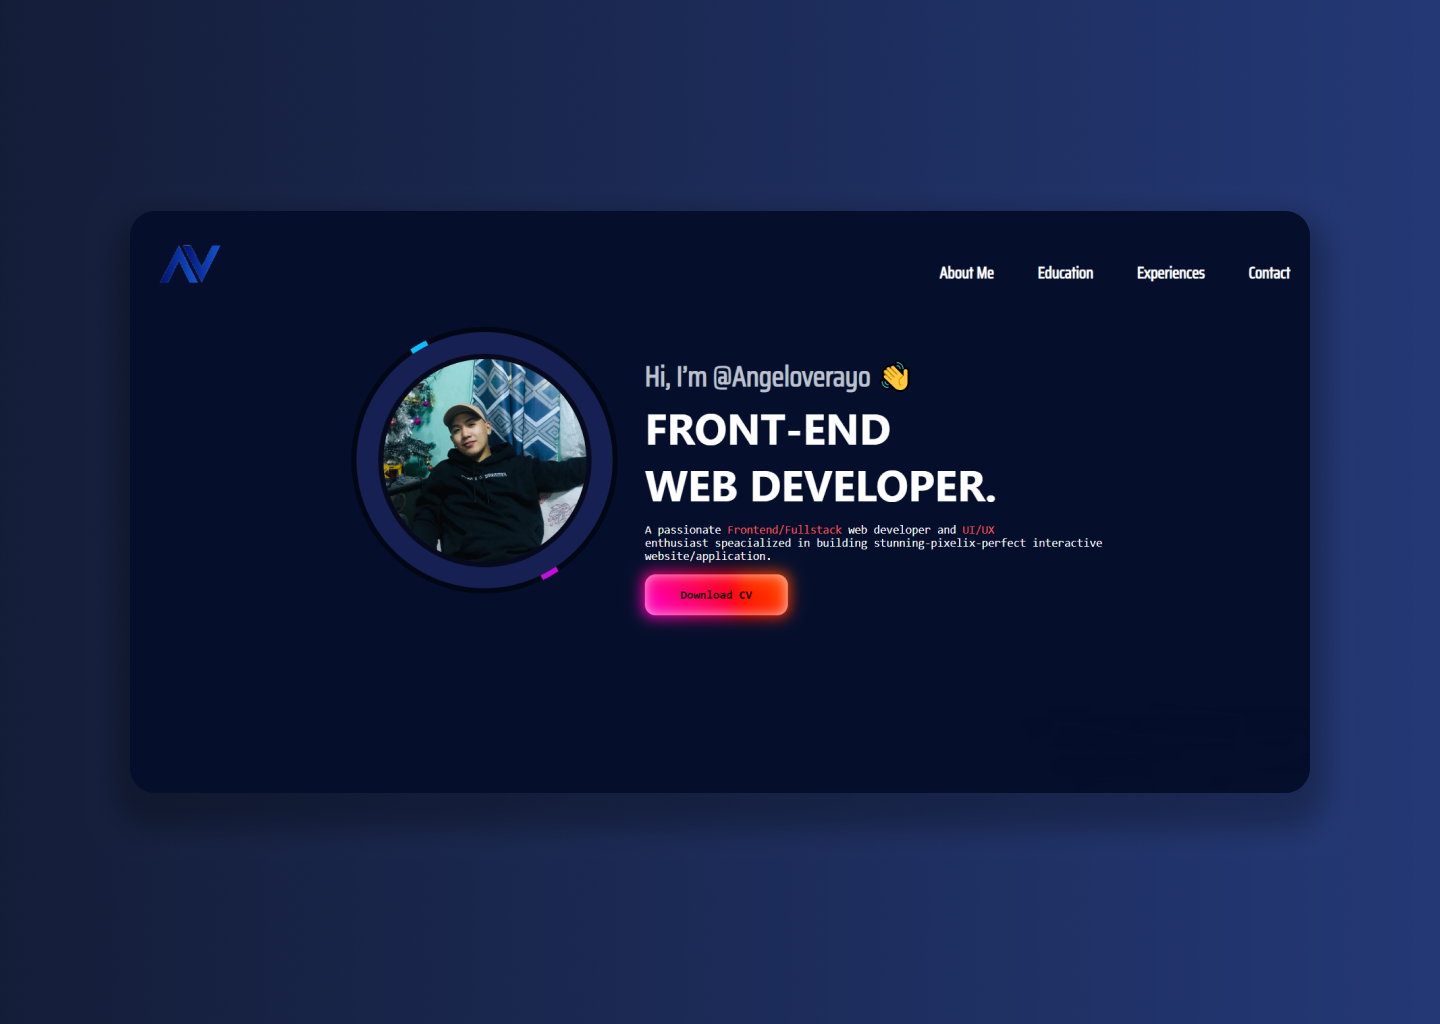 AV
About Me Education Experiences Contact
Hi, I'm @Angeloverayo 👋
FRONT-END
WEB DEVELOPER.
A passionate Frontend/Fullstack web developer and UI/UX
enthusiast speacialized in building stunning-pixelix-perfect interactive
website/application.
Download CV